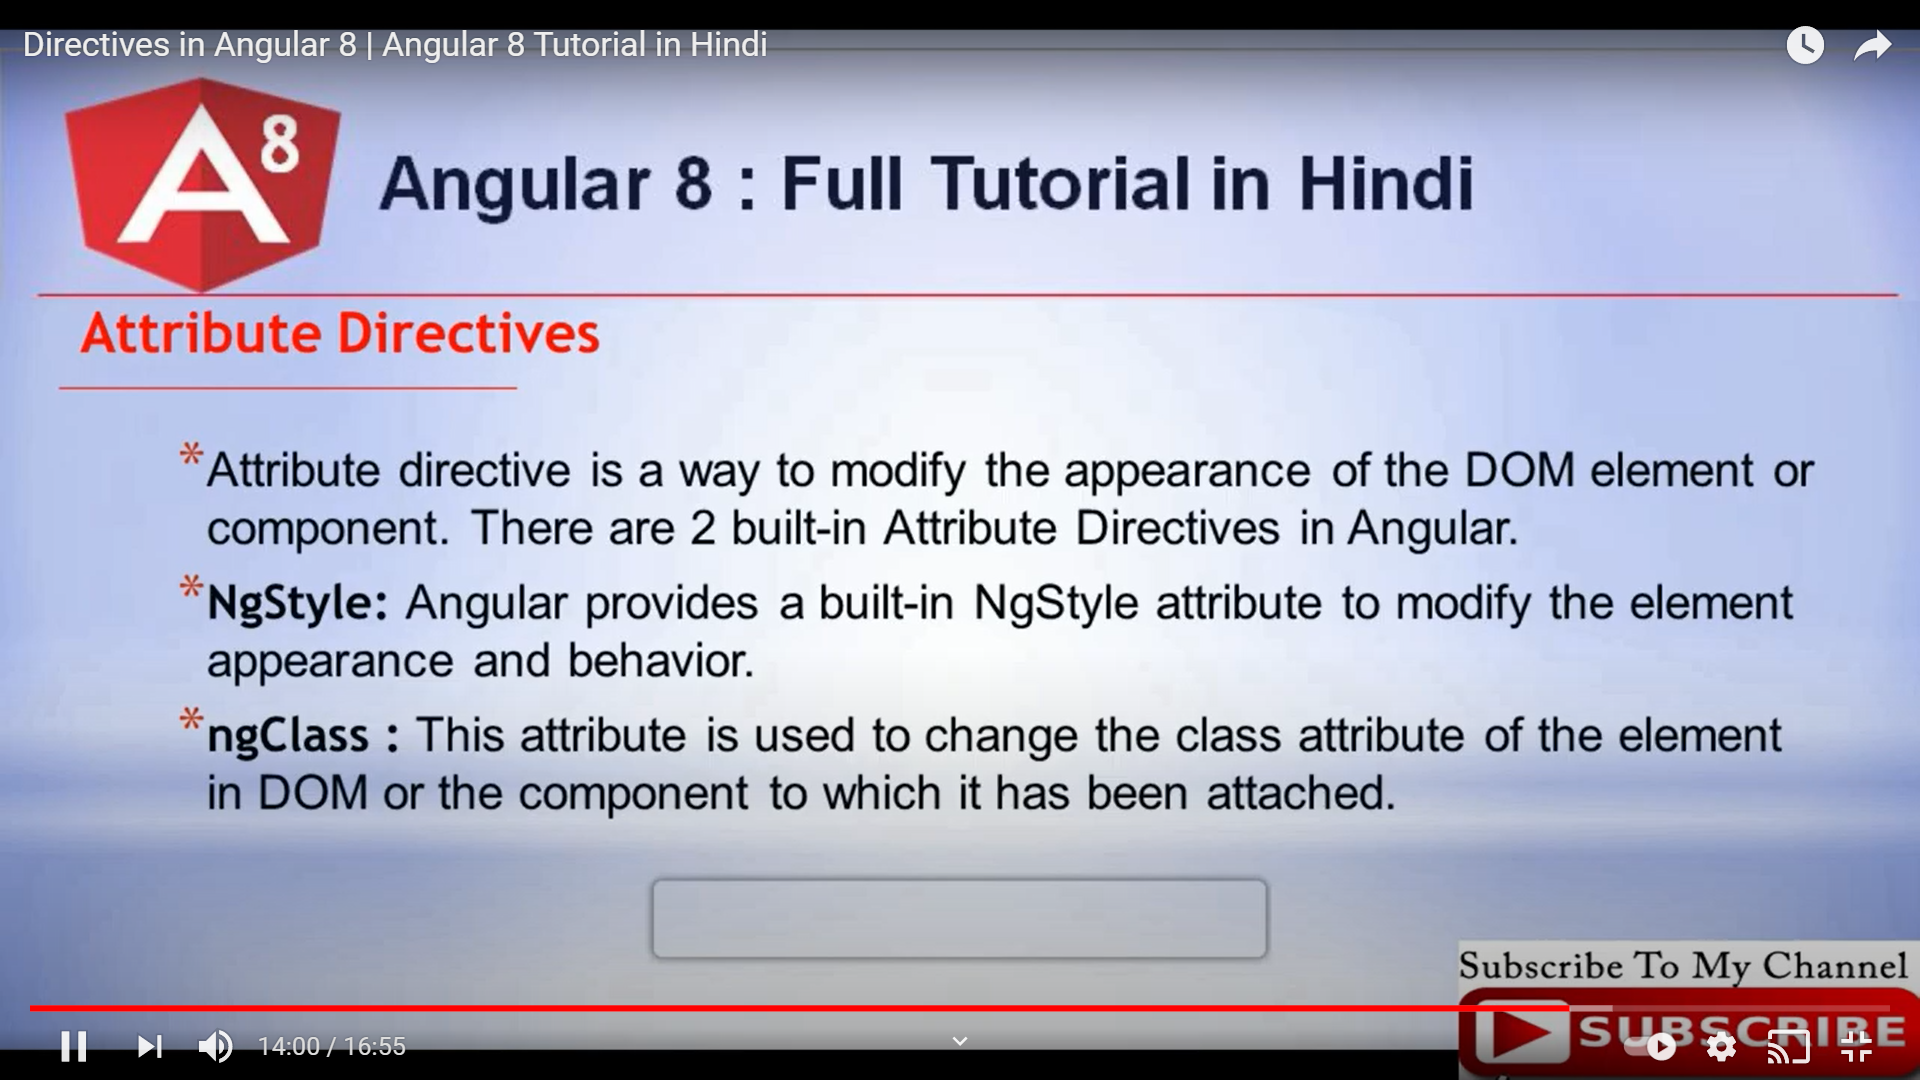 Directives in Angular 8 | Angular 8 Tutorial in Hindi
A8
Angular 8 : Full Tutorial in Hindi
Attribute Directives
*Attribute directive is a way to modify the appearance of the DOM element or
component. There are 2 built-in Attribute Directives in Angular.
*NgStyle: Angular provides a built-in NgStyle attribute to modify the element
appearance and behavior.
*ngClass : This attribute is used to change the class attribute of the element
in DOM or the component to which it has been attached.
Subscribe To My Channel
SUBSCRIBE
14:00 / 16:55